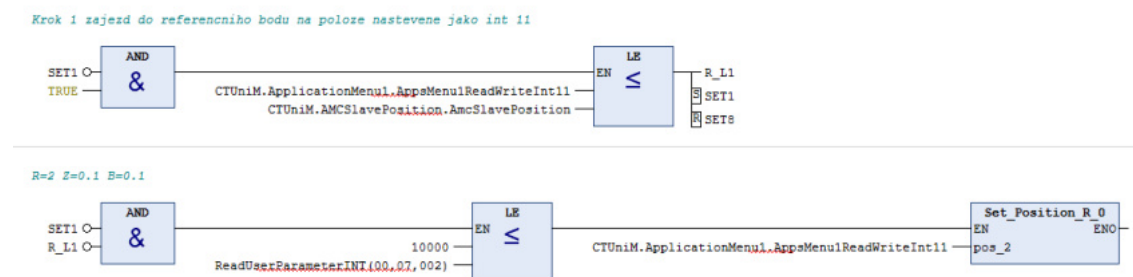 Krok 1 zajezd do referencniho bodu na poloze nastevene jako int 11
AND
LE
SET1
&
EN
≤
R_L1
TRUE
CTUniM.ApplicationMenu1.AppsMenu1ReadWriteInt11
S SET1
CTUniM.AMCSlavePosition.AmcSlavePosition
R SET8
R=2 Z=0.1 B=0.1
AND
LE
Set_Position_R_0
SET1
&
EN
≤
EN
ENO
R_L1
10000
CTUniM.ApplicationMenu1.AppsMenu1ReadWriteInt11
pos_2
ReadUserParameterINT(00,07,002)